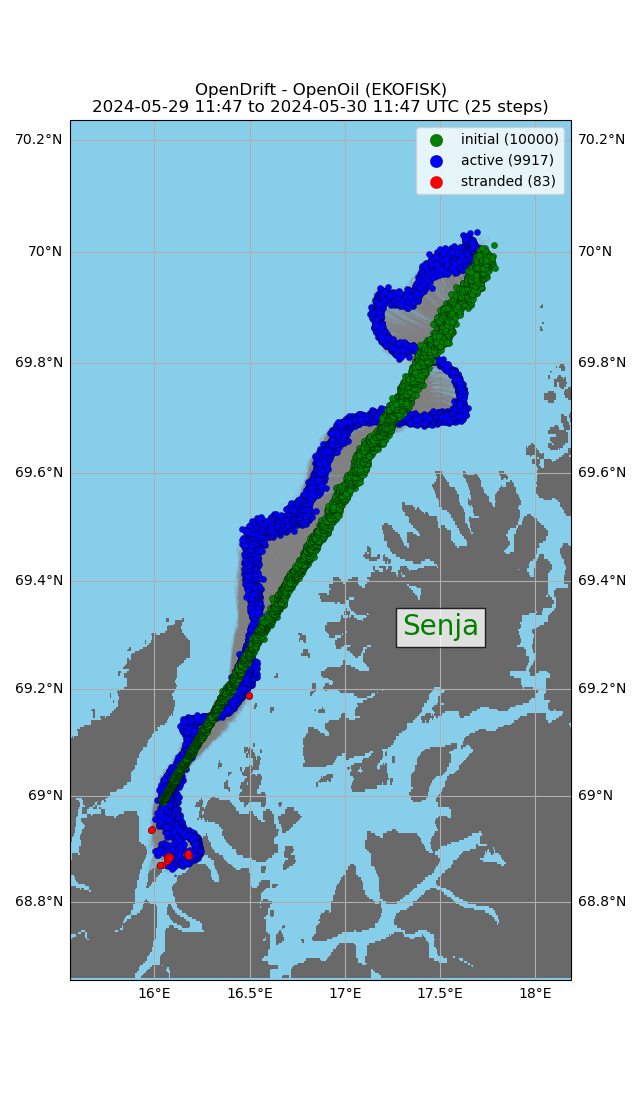 OpenDrift - OpenOil (EKOFISK)
2024-05-29 11:47 to 2024-05-30 11:47 UTC (25 steps)
initial (10000)
active (9917)
stranded (83)
70.2°N 70.2°N
70°N 70°N
69.8°N 69.8°N
69.6°N 69.6°N
69.4°N 69.4°N
Senja
69.2°N 69.2°N
69°N 69°N
68.8°N 68.8°N
16°E 16.5°E 17°E 17.5°E 18°E